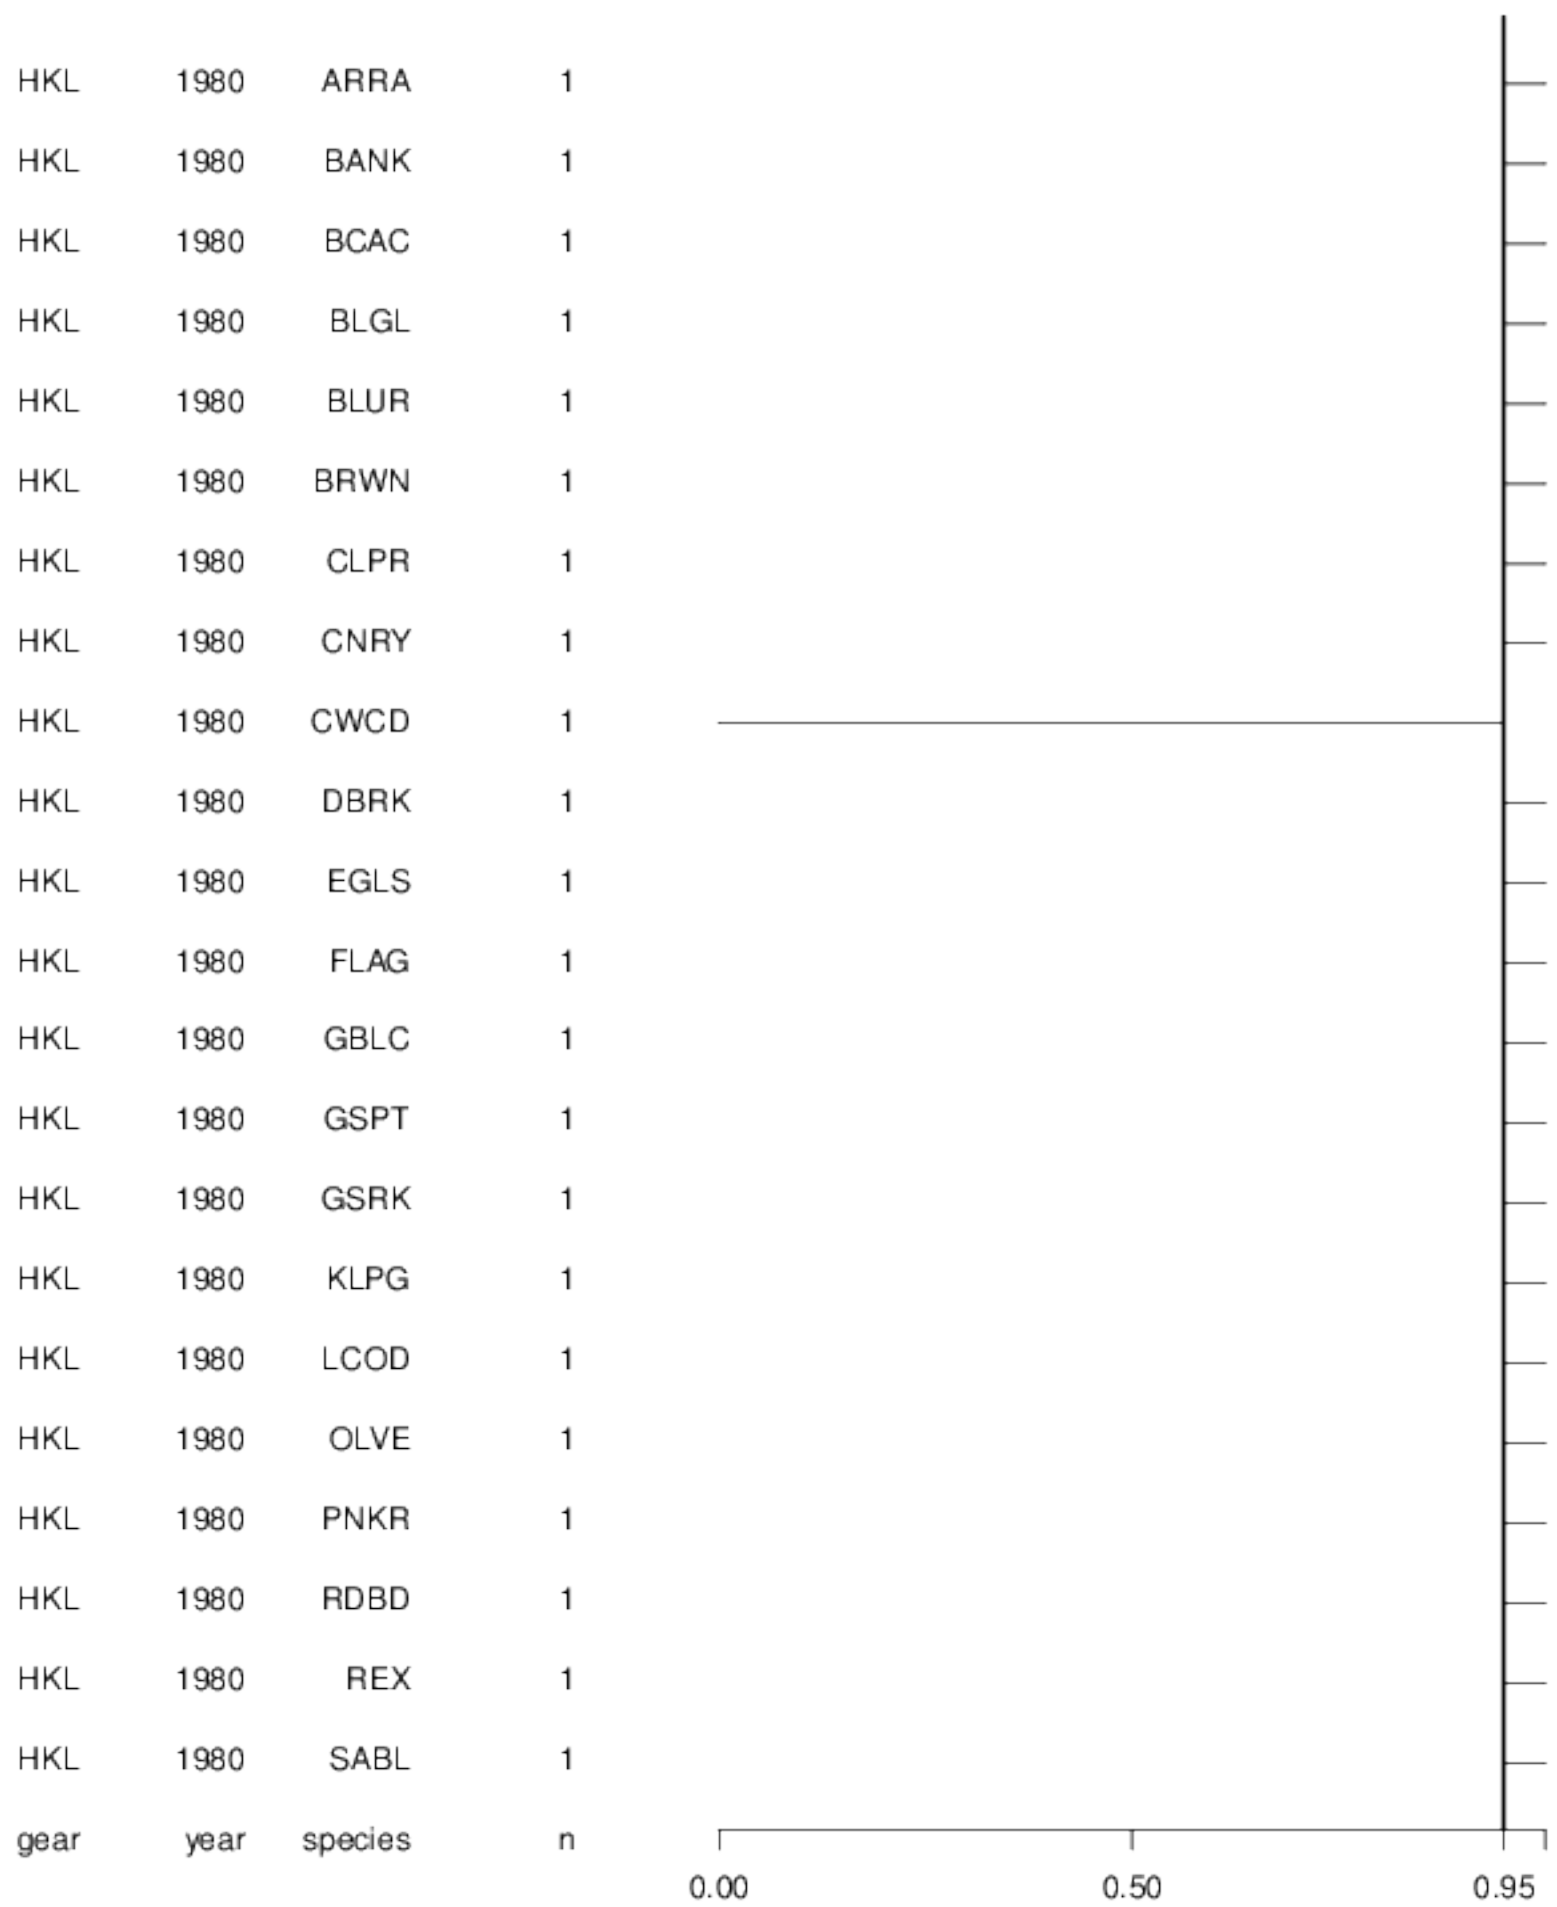 HKL 1980 ARRA 1
HKL 1980 BANK 1
HKL 1980 BCAC 1
HKL 1980 BLGL 1
HKL 1980 BLUR 1
HKL 1980 BRWN 1
HKL 1980 CLPR 1
HKL 1980 CNRY 1
HKL 1980 CWCD 1
HKL 1980 DBRK 1
HKL 1980 EGLS 1
HKL 1980 FLAG 1
HKL 1980 GBLC 1
HKL 1980 GSPT 1
HKL 1980 GSRK 1
HKL 1980 KLPG 1
HKL 1980 LCOD 1
HKL 1980 OLVE 1
HKL 1980 PNKR 1
HKL 1980 RDBD 1
HKL 1980 REX 1
HKL 1980 SABL 1
gear year species n
0.00 0.50 0.95